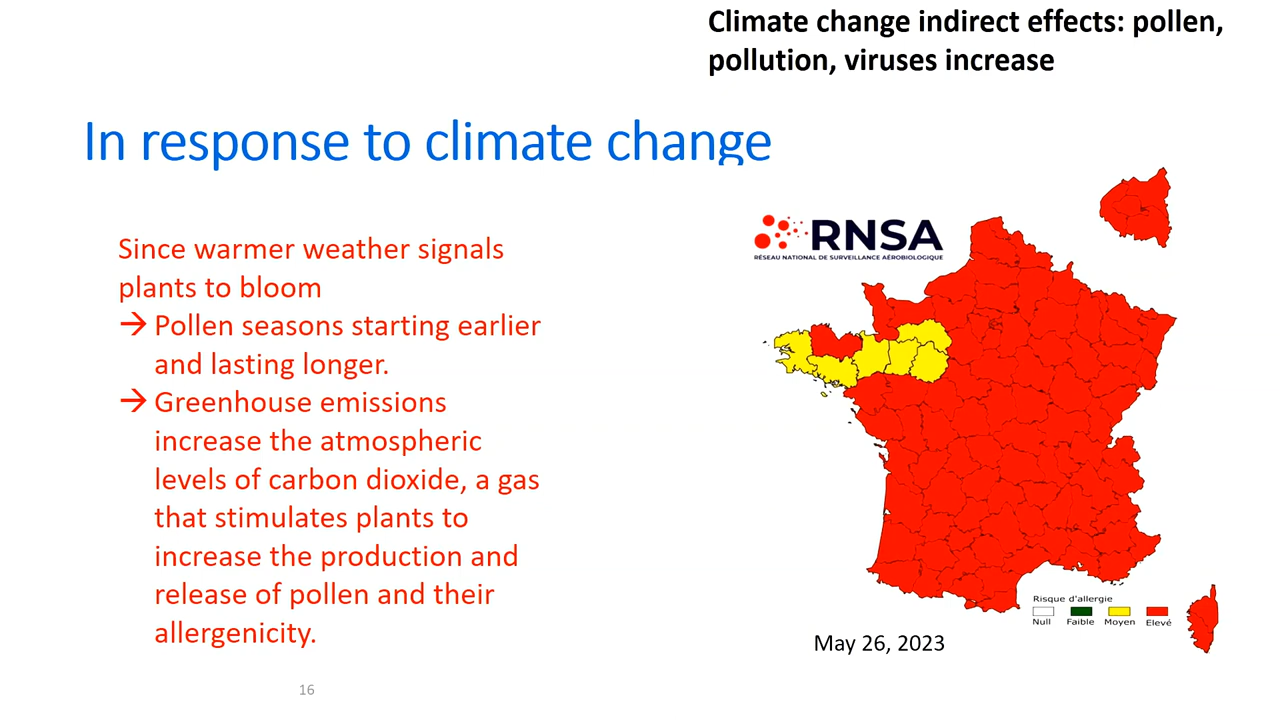 Climate change indirect effects: pollen,
pollution, viruses increase
In response to climate change
Since warmer weather signals
plants to bloom
→ Pollen seasons starting earlier
and lasting longer.
→ Greenhouse emissions
increase the atmospheric
levels of carbon dioxide, a gas
that stimulates plants to
increase the production and
release of pollen and their
allergenicity.
RNSA
RÉSEAU NATIONAL DE SURVEILLANCE AÉROBIOLOGIQUE
Risque d'allergie
Null Faible Moyen Elevé
May 26, 2023
16